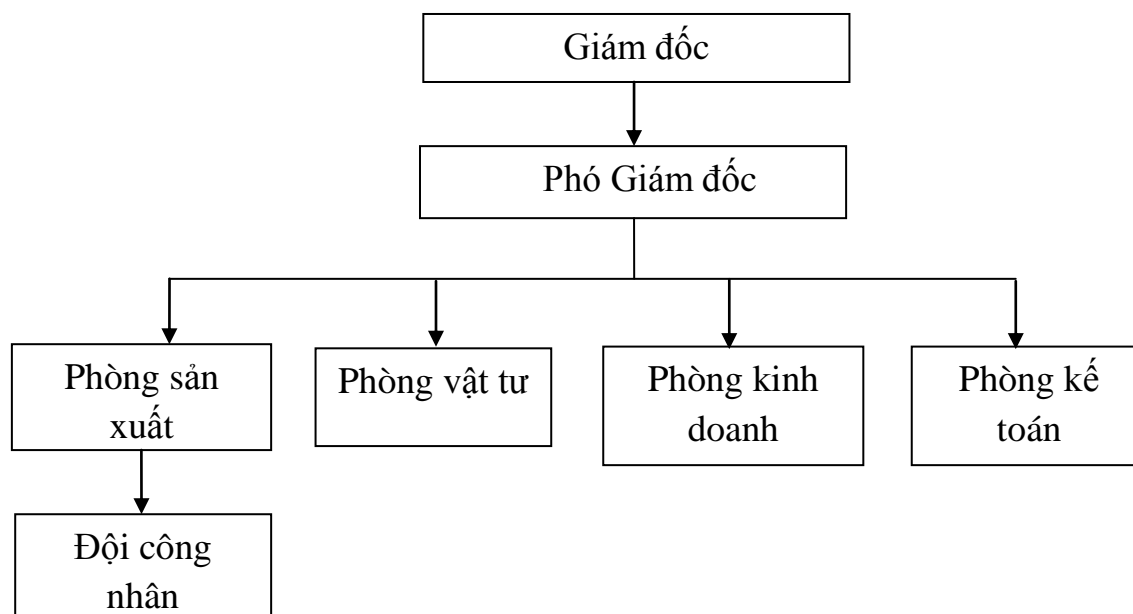 Giám đốc
Phó Giám đốc
Phòng sản
xuất
Phòng vật tư
Phòng kinh
doanh
Phòng kế
toán
Đội công
nhân